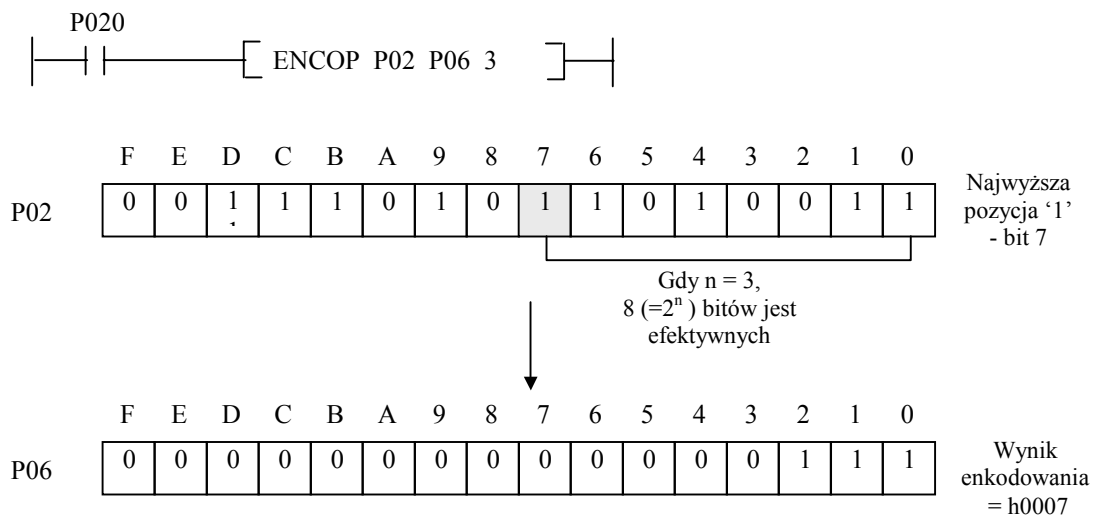 P020
ENCOP P02 P06 3
F E D C B A 9 8 7 6 5 4 3 2 1 0
P02 0 0 1 1 1 0 1 0 1 1 0 1 0 0 1 1
Najwyższa
pozycja ‘1’
- bit 7
Gdy n = 3,
8 (=2ⁿ ) bitów jest
efektywnych
F E D C B A 9 8 7 6 5 4 3 2 1 0
P06 0 0 0 0 0 0 0 0 0 0 0 0 0 1 1 1
Wynik
enkodowania
= h0007